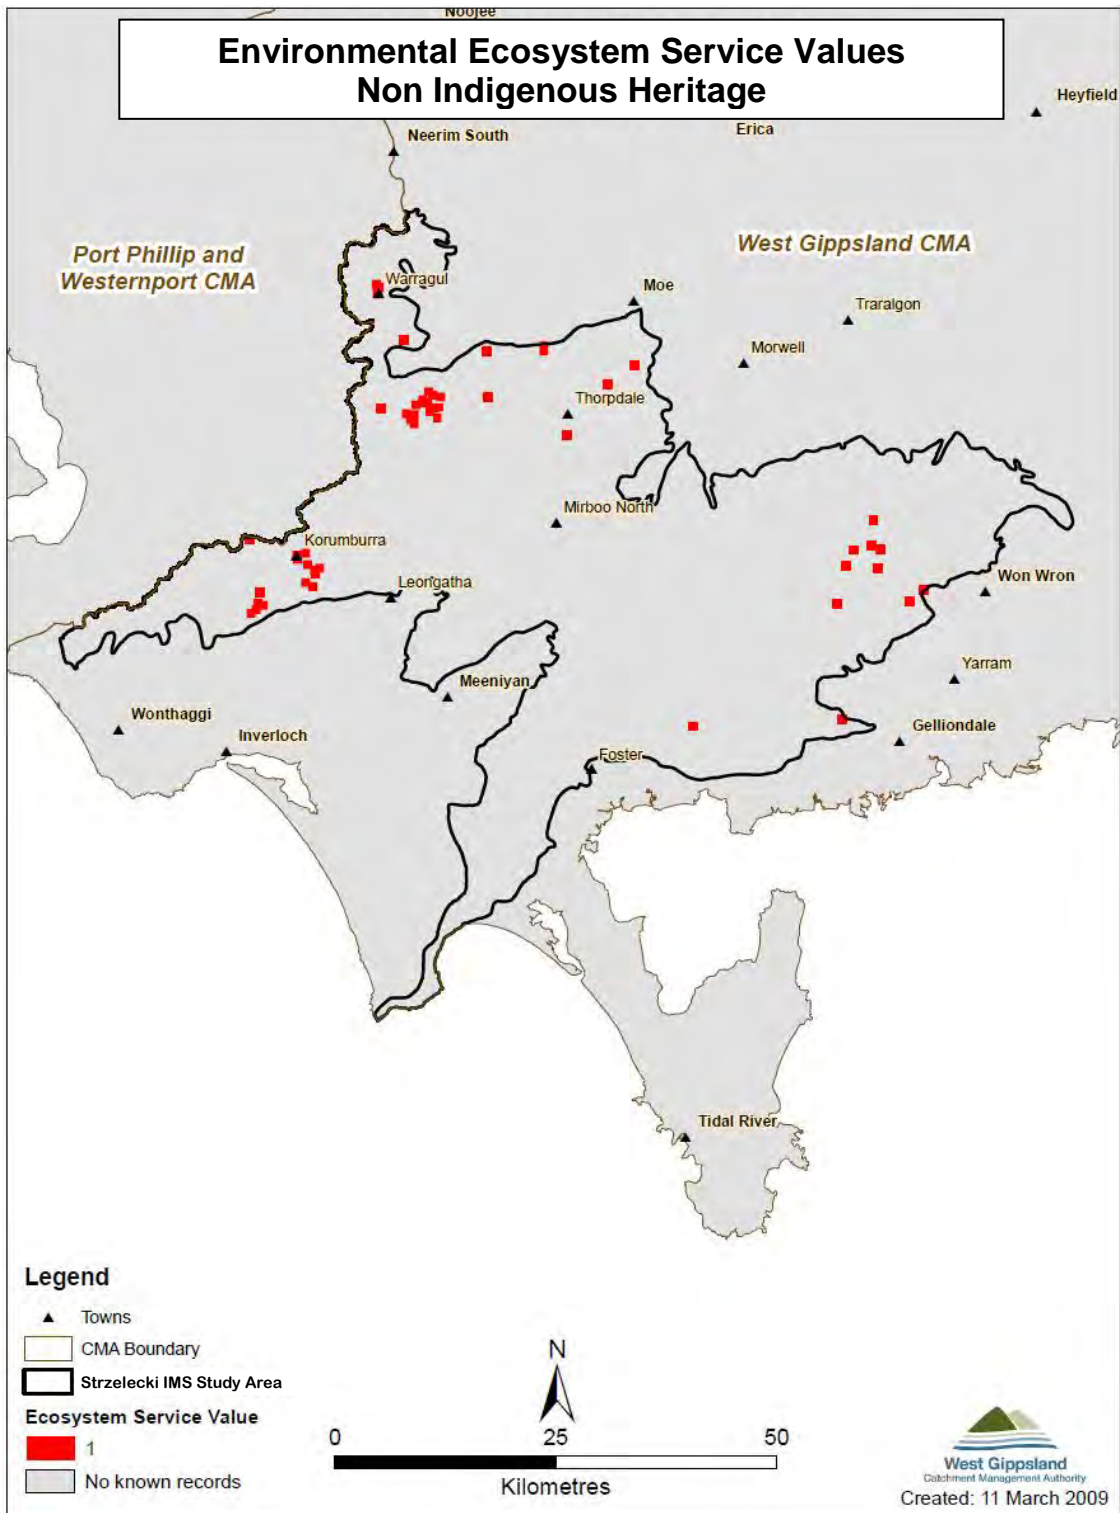 Noojee
Environmental Ecosystem Service Values
Non Indigenous Heritage
Heyfield
Erica
Neerim South
Port Phillip and
Westernport CMA
West Gippsland CMA
Warragul
Moe
Traralgon
Morwell
Thorpdale
Mirboo North
Korumburra
Leongatha
Won Wron
Yarram
Meeniyan
Wonthaggi
Inverloch
Gelliondale
Foster
Tidal River
Legend
Towns
CMA Boundary
Strzelecki IMS Study Area
Ecosystem Service Value
1
No known records
N
0 25 50
Kilometres
West Gippsland
Catchment Management Authority
Created: 11 March 2009